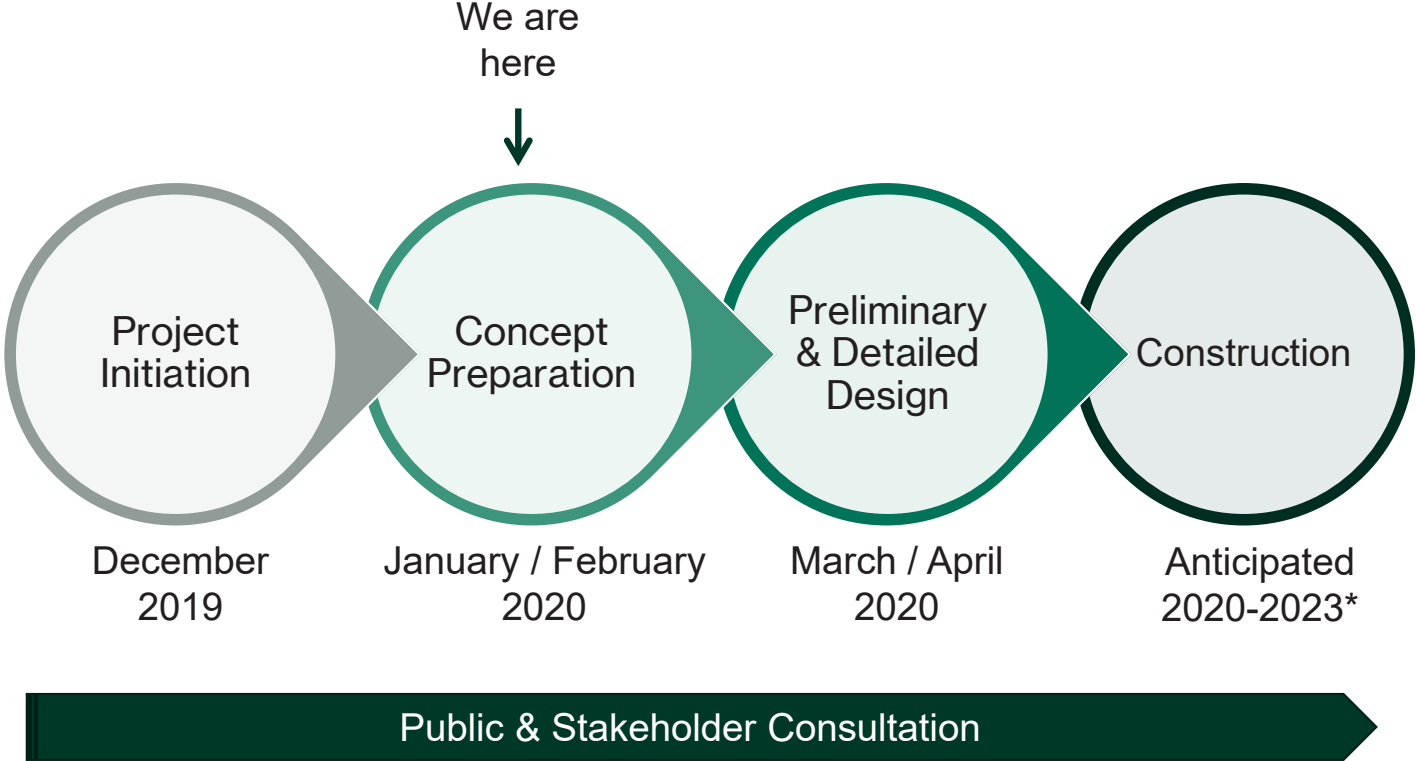 We are
here
Project
Initiation
Concept
Preparation
Preliminary
& Detailed
Design
Construction
December
2019
January / February
2020
March / April
2020
Anticipated
2020-2023*
Public & Stakeholder Consultation